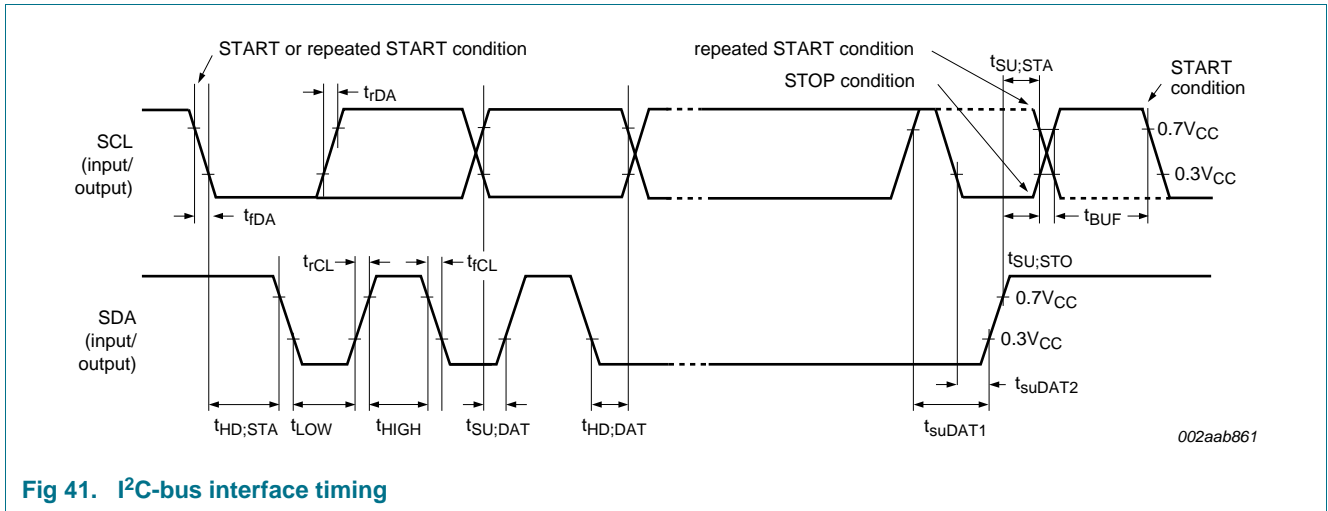 START or repeated START condition
repeated START condition
STOP condition
tSU;STA
START
condition
trDA
SCL
(input/
output)
0.7VCC
0.3VCC
tfDA
tBUF
trCL
tfCL
tSU;STO
SDA
(input/
output)
0.7VCC
0.3VCC
tsuDAT2
tHD;STA
tLOW
tHIGH
tSU;DAT
tHD;DAT
tsuDAT1
002aab861
Fig 41. I2C-bus interface timing